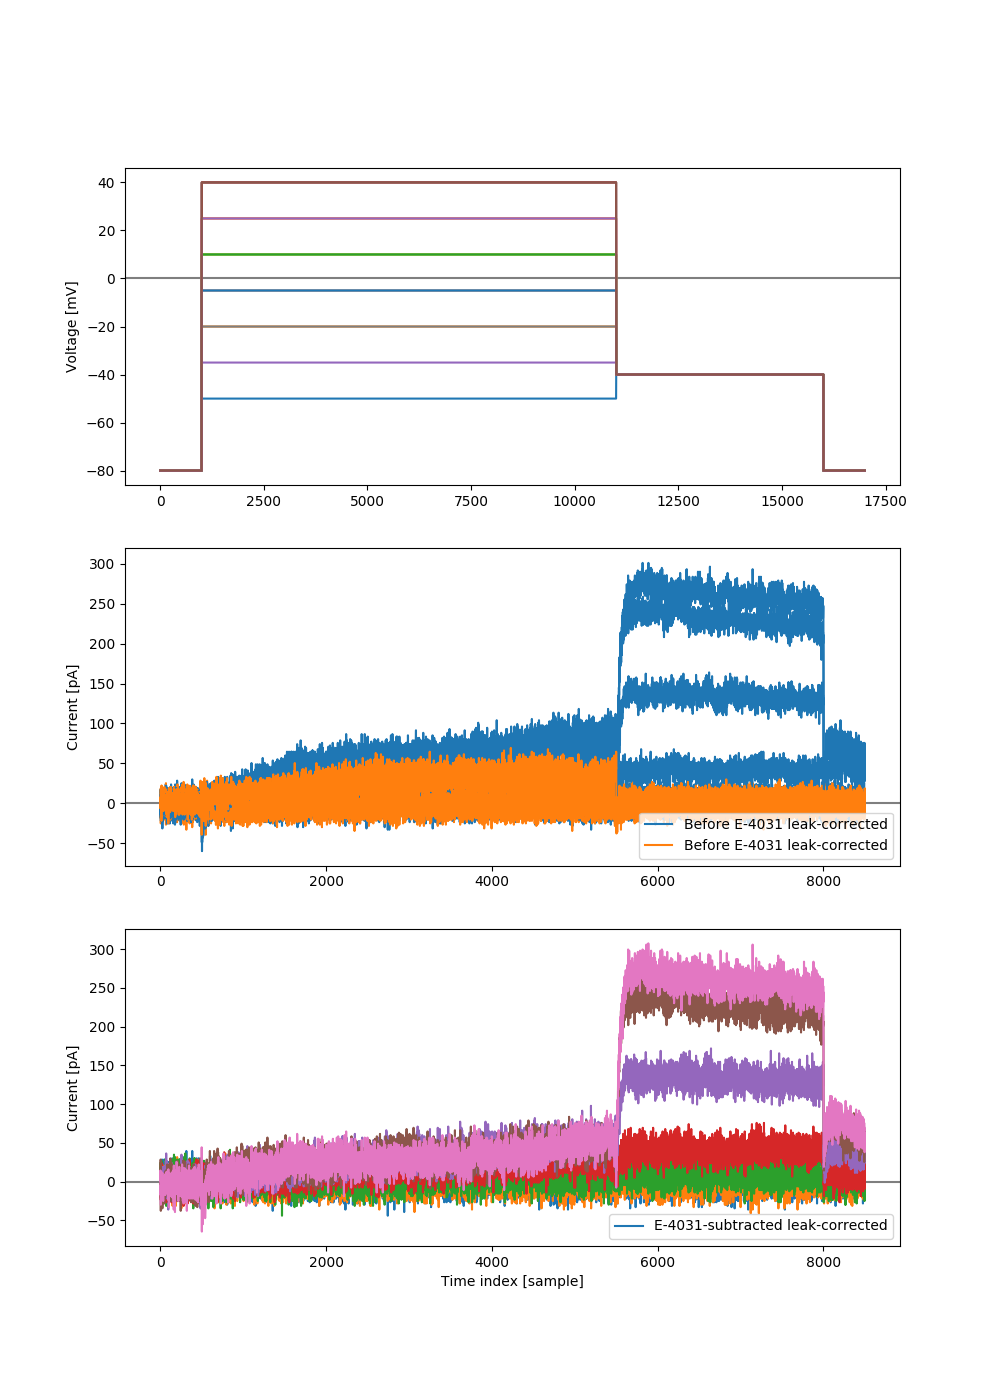 40
20
0
−20
−40
−60
−80
Voltage [mV]
0 2500 5000 7500 10000 12500 15000 17500
300
250
200
150
100
50
0
−50
Current [pA]
Before E-4031 leak-corrected
Before E-4031 leak-corrected
0 2000 4000 6000 8000
300
250
200
150
100
50
0
−50
Current [pA]
E-4031-subtracted leak-corrected
0 2000 4000 6000 8000
Time index [sample]